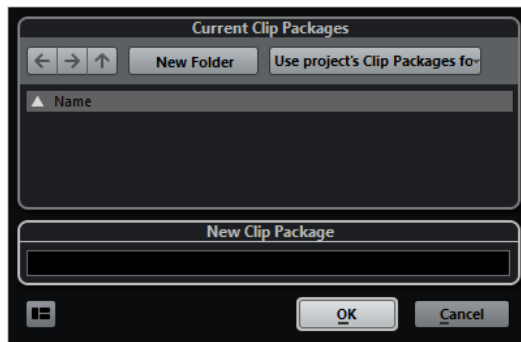 Current Clip Packages
New Folder
Use project's Clip Packages fo
Name
New Clip Package
OK
Cancel